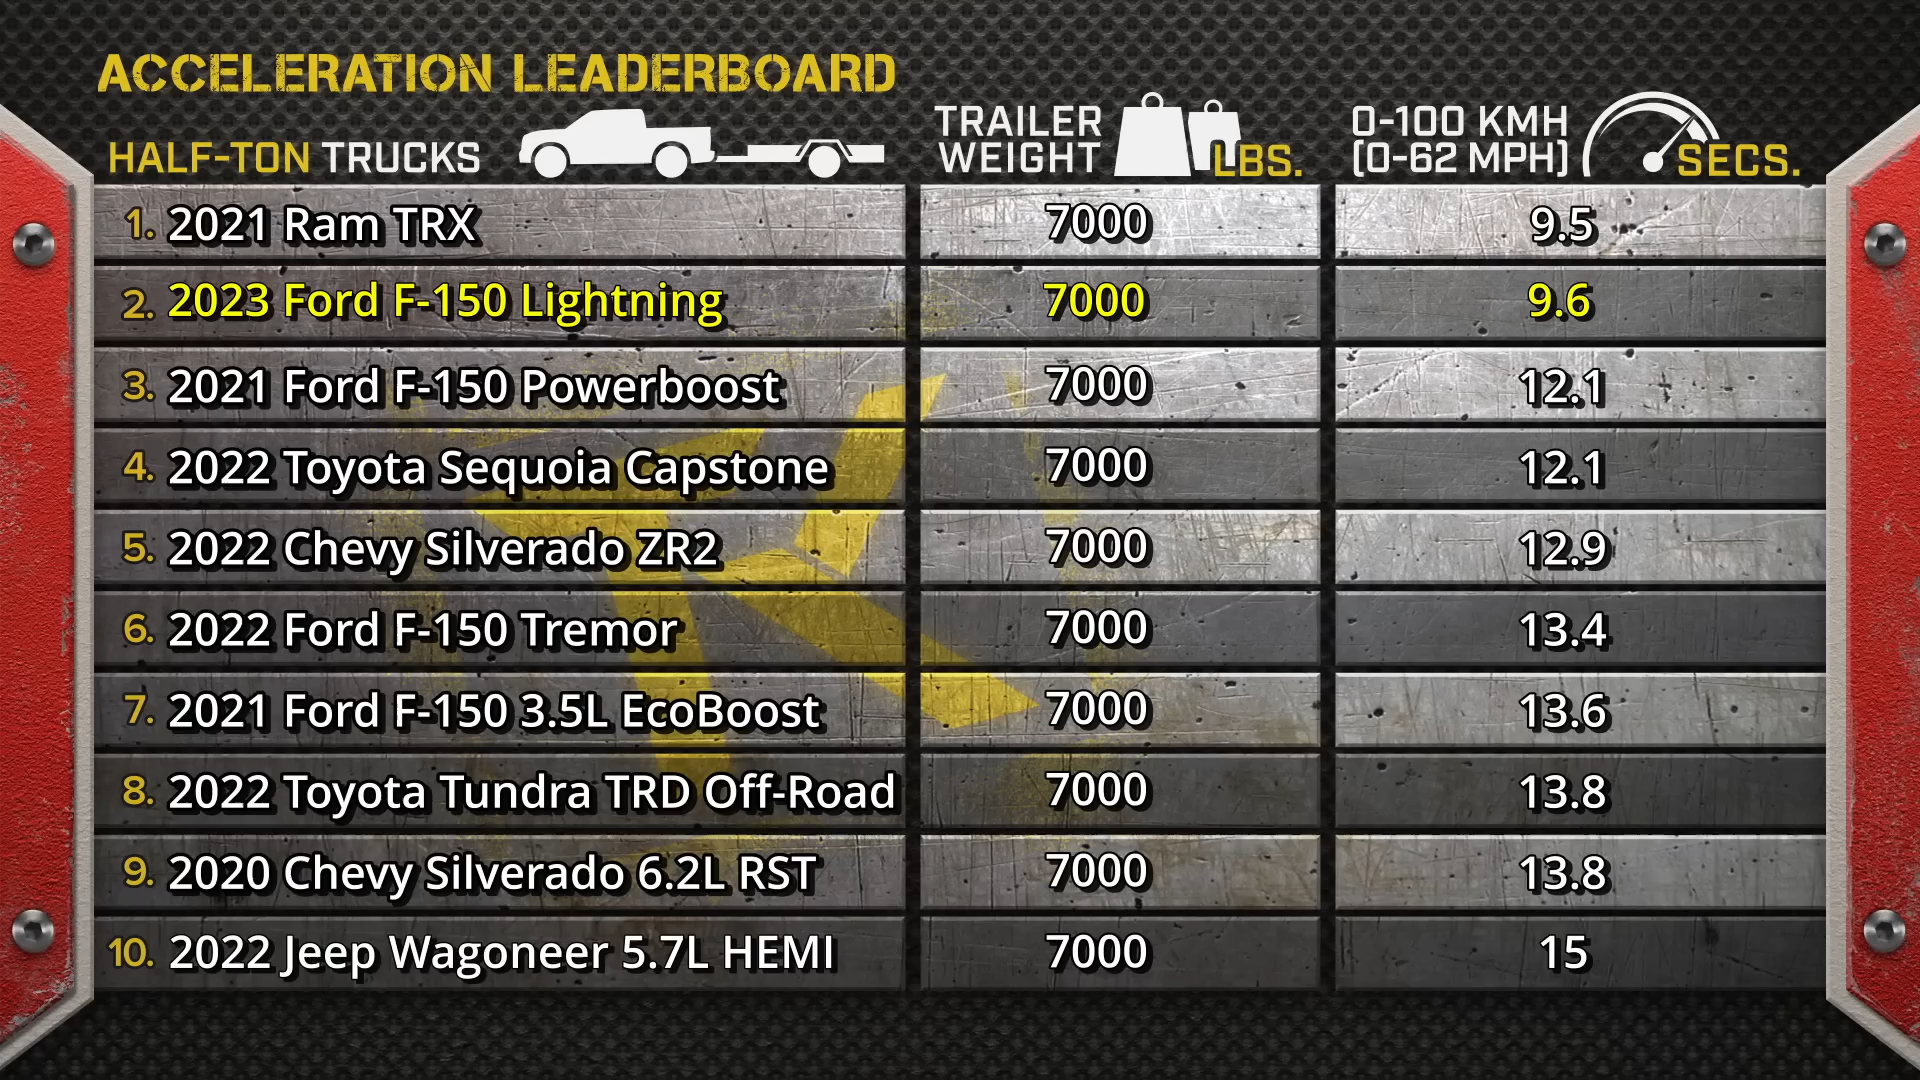 ACCELERATION LEADERBOARD
HALF-TON TRUCKS
TRAILER WEIGHT LBS.
0-100 KMH (0-62 MPH) SECS.
1. 2021 Ram TRX 7000 9.5
2. 2023 Ford F-150 Lightning 7000 9.6
3. 2021 Ford F-150 Powerboost 7000 12.1
4. 2022 Toyota Sequoia Capstone 7000 12.1
5. 2022 Chevy Silverado ZR2 7000 12.9
6. 2022 Ford F-150 Tremor 7000 13.4
7. 2021 Ford F-150 3.5L EcoBoost 7000 13.6
8. 2022 Toyota Tundra TRD Off-Road 7000 13.8
9. 2020 Chevy Silverado 6.2L RST 7000 13.8
10. 2022 Jeep Wagoneer 5.7L HEMI 7000 15